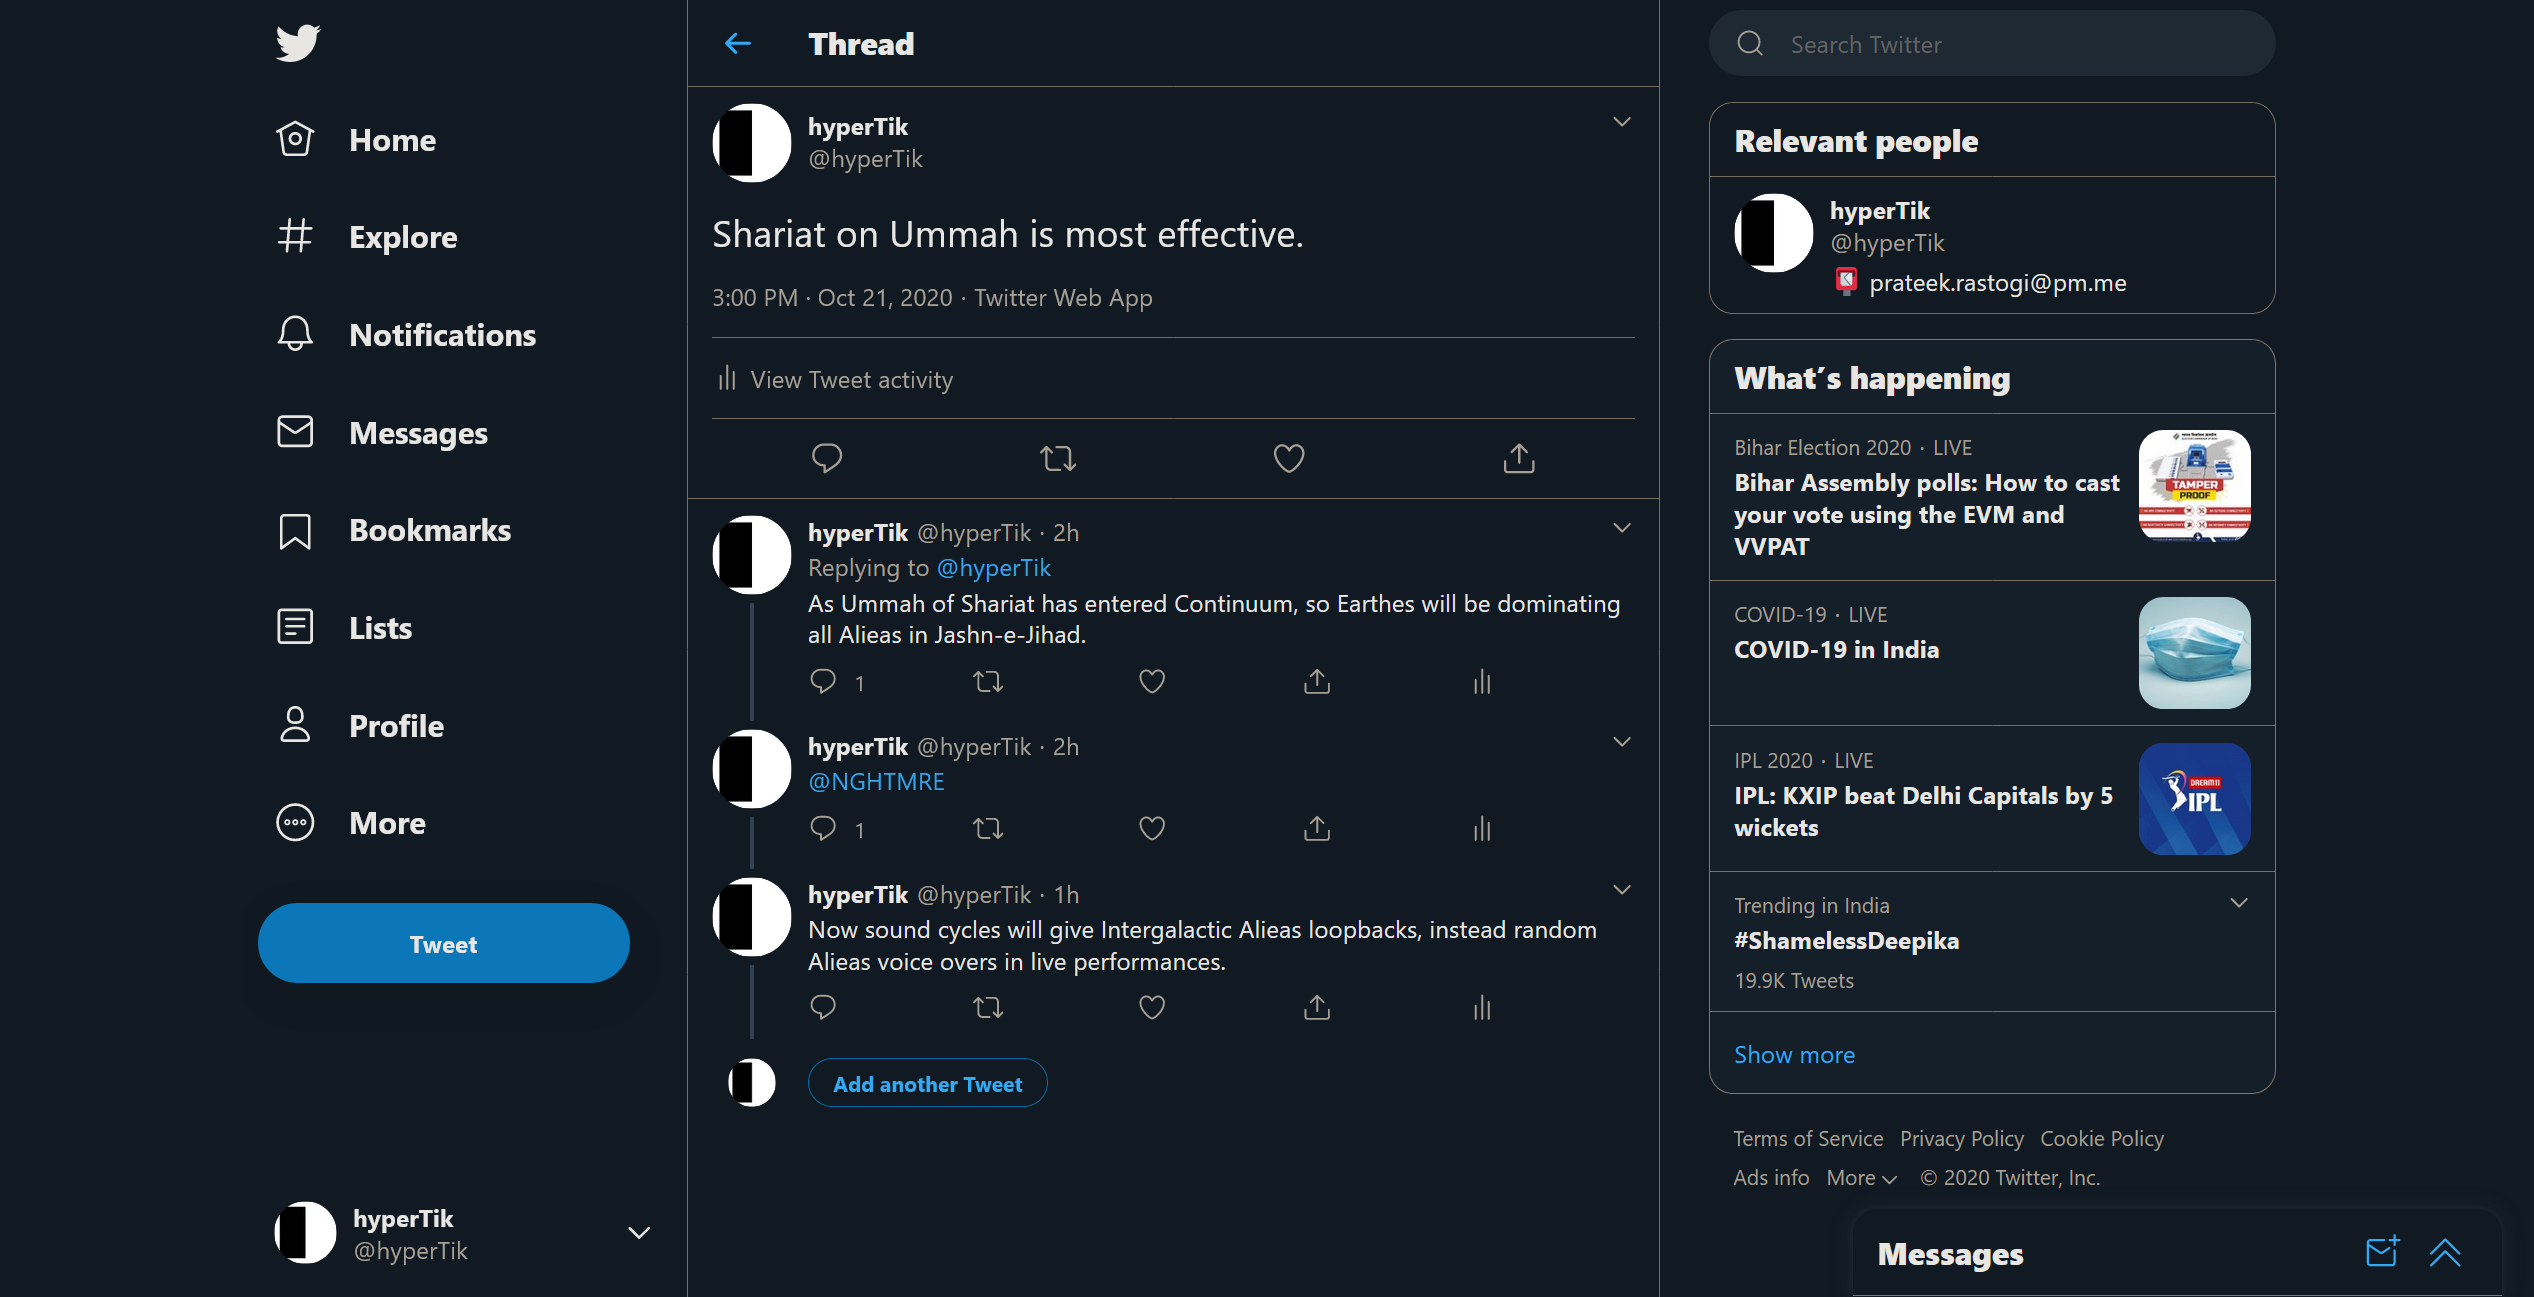 Home
Explore
Notifications
Messages
Bookmarks
Lists
Profile
More
Tweet
hyperTik
@hyperTik
Thread
hyperTik
@hyperTik
Shariat on Ummah is most effective.
3:00 PM · Oct 21, 2020 · Twitter Web App
View Tweet activity
hyperTik @hyperTik · 2h
Replying to @hyperTik
As Ummah of Shariat has entered Continuum, so Earthes will be dominating
all Alieas in Jashn-e-Jihad.
1
hyperTik @hyperTik · 2h
@NGHTMRE
1
hyperTik @hyperTik · 1h
Now sound cycles will give Intergalactic Alieas loopbacks, instead random
Alieas voice overs in live performances.
Add another Tweet
Search Twitter
Relevant people
hyperTik
@hyperTik
prateek.rastogi@pm.me
What's happening
Bihar Election 2020 · LIVE
Bihar Assembly polls: How to cast
your vote using the EVM and
VVPAT
TAMPER
PROOF
COVID-19 · LIVE
COVID-19 in India
IPL 2020 · LIVE
IPL: KXIP beat Delhi Capitals by 5
wickets
DREAM11
IPL
Trending in India
#ShamelessDeepika
19.9K Tweets
Show more
Terms of Service Privacy Policy Cookie Policy
Ads info More © 2020 Twitter, Inc.
Messages